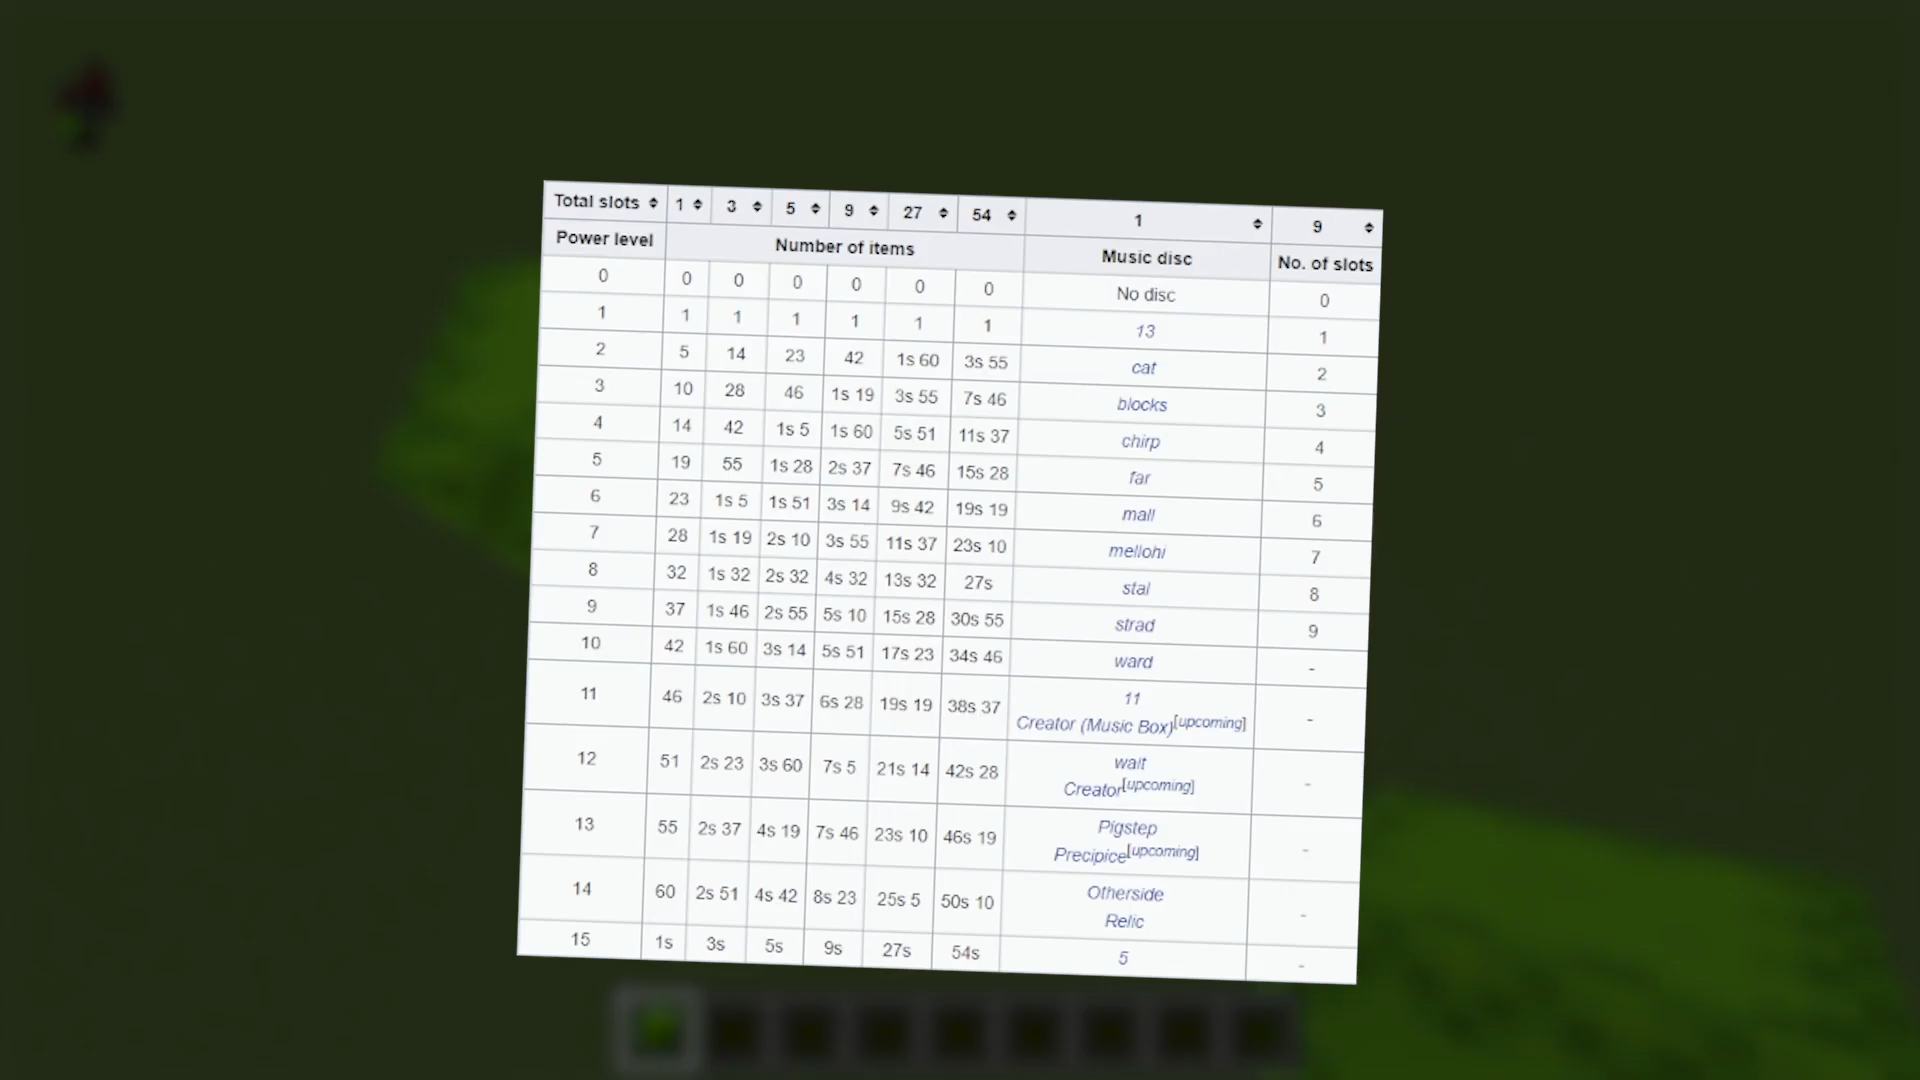 Total slots 1 3 5 9 27 54 1 9
Power level Number of items Music disc No. of slots
0 0 0 0 0 0 0 No disc 0
1 1 1 1 1 1 1 13 1
2 5 14 23 42 1s 60 3s 55 cat 2
3 10 28 46 1s 19 3s 55 7s 46 blocks 3
4 14 42 1s 5 1s 60 5s 51 11s 37 chirp 4
5 19 55 1s 28 2s 37 7s 46 15s 28 far 5
6 23 1s 5 1s 51 3s 14 9s 42 19s 19 mall 6
7 28 1s 19 2s 10 3s 55 11s 37 23s 10 mellohi 7
8 32 1s 32 2s 32 4s 32 13s 32 27s stal 8
9 37 1s 46 2s 55 5s 10 15s 28 30s 55 strad 9
10 42 1s 60 3s 14 5s 51 17s 23 34s 46 ward -
11 46 2s 10 3s 37 6s 28 19s 19 38s 37 11 -
Creator (Music Box)[upcoming]
12 51 2s 23 3s 60 7s 5 21s 14 42s 28 wait -
Creator[upcoming]
13 55 2s 37 4s 19 7s 46 23s 10 46s 19 Pigstep -
Precipice[upcoming]
14 60 2s 51 4s 42 8s 23 25s 5 50s 10 Otherside -
Relic
15 1s 3s 5s 9s 27s 54s 5 -